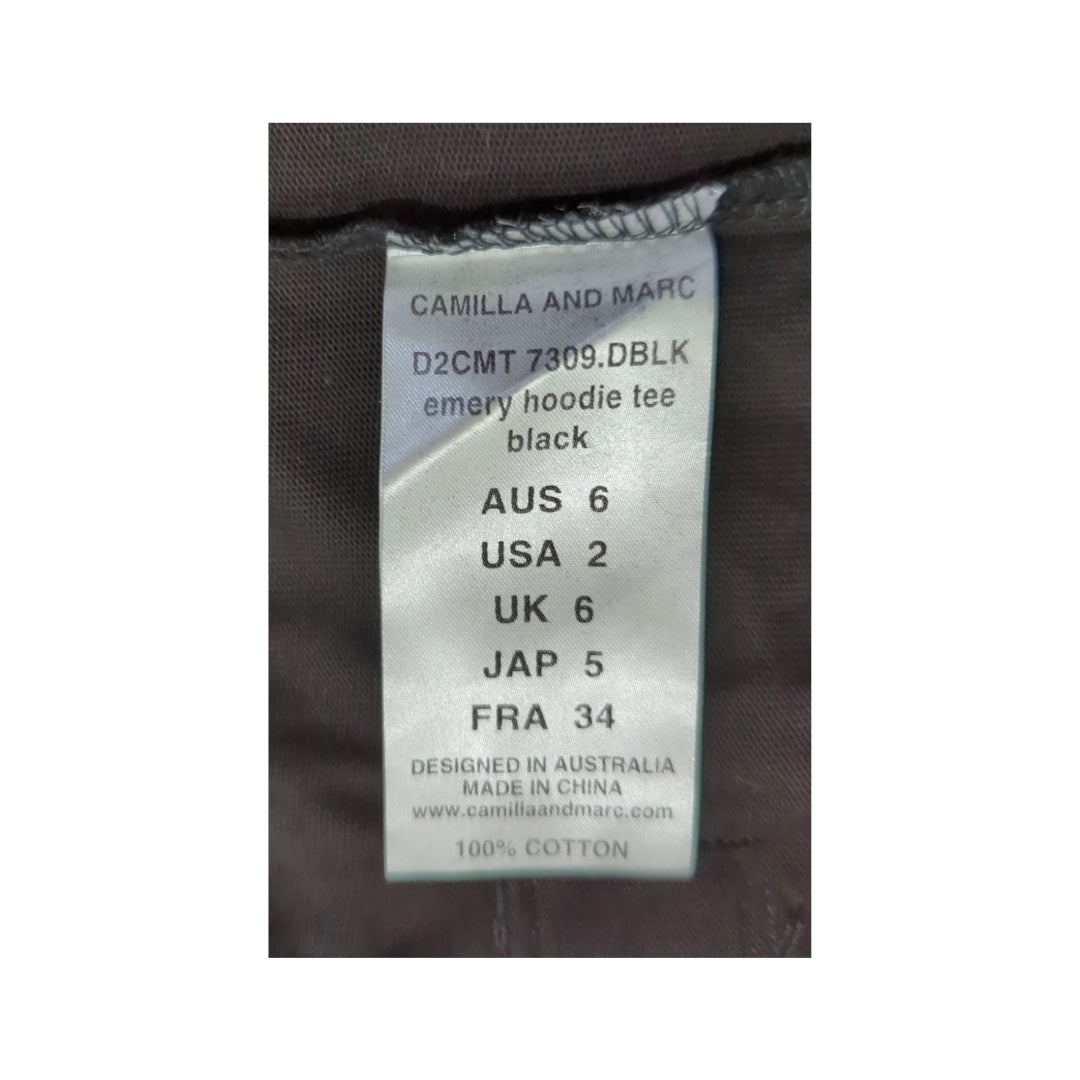 CAMILLA AND MARC
D2CMT 7309.DBLK
emery hoodie tee
black
AUS 6
USA 2
UK 6
JAP 5
FRA 34
DESIGNED IN AUSTRALIA
MADE IN CHINA
www.camillaandmarc.com
100% COTTON